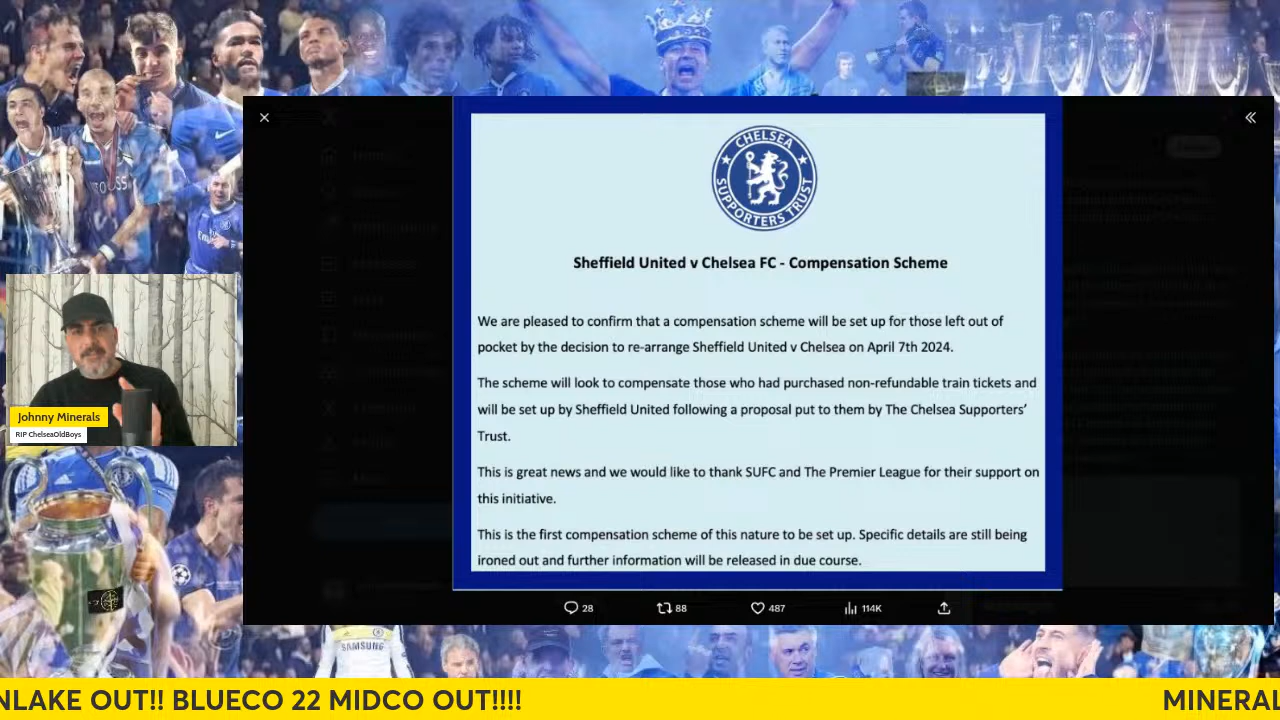 CHELSEA
SUPPORTERS' TRUST
Sheffield United v Chelsea FC - Compensation Scheme
We are pleased to confirm that a compensation scheme will be set up for those left out of
pocket by the decision to re-arrange Sheffield United v Chelsea on April 7th 2024.
The scheme will look to compensate those who had purchased non-refundable train tickets and
will be set up by Sheffield United following a proposal put to them by The Chelsea Supporters'
Trust.
This is great news and we would like to thank SUFC and The Premier League for their support on
this initiative.
This is the first compensation scheme of this nature to be set up. Specific details are still being
ironed out and further information will be released in due course.
28 88 487 114K
Johnny Minerals
RIP ChelseaOldBoys
SAMSUNG
NLAKE OUT!! BLUECO 22 MIDCO OUT!!!! MINERAL